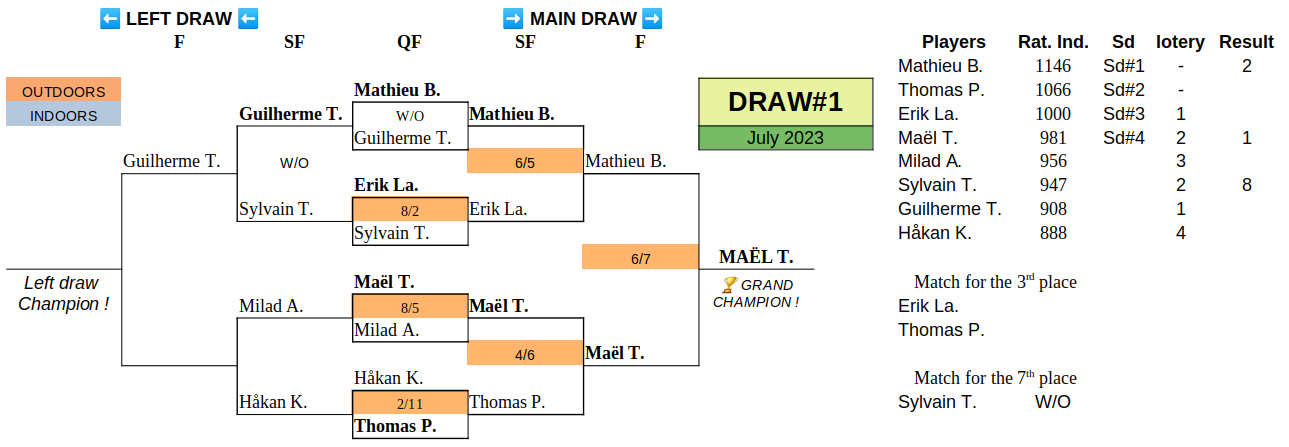 ⬅ LEFT DRAW ⬅ ➡ MAIN DRAW ➡
F SF QF SF F
Players Rat. Ind. Sd lotery Result
Mathieu B. 1146 Sd#1 - 2
Thomas P. 1066 Sd#2 -
Erik La. 1000 Sd#3 1
Maël T. 981 Sd#4 2 1
Milad A. 956 3
Sylvain T. 947 2 8
Guilherme T. 908 1
Håkan K. 888 4
OUTDOORS
INDOORS
DRAW#1
July 2023
Mathieu B.
Guilherme T. W/O Mathieu B.
Guilherme T.
Guilherme T. W/O 6/5 Mathieu B.
Erik La.
Sylvain T. 8/2 Erik La.
Sylvain T.
6/7 MAËL T.
Left draw
Champion !
🏆 GRAND
CHAMPION !
Maël T.
Milad A. 8/5 Maël T.
Milad A.
4/6 Maël T.
Håkan K.
Håkan K. 2/11 Thomas P.
Thomas P.
Match for the 3rd place
Erik La.
Thomas P.
Match for the 7th place
Sylvain T. W/O